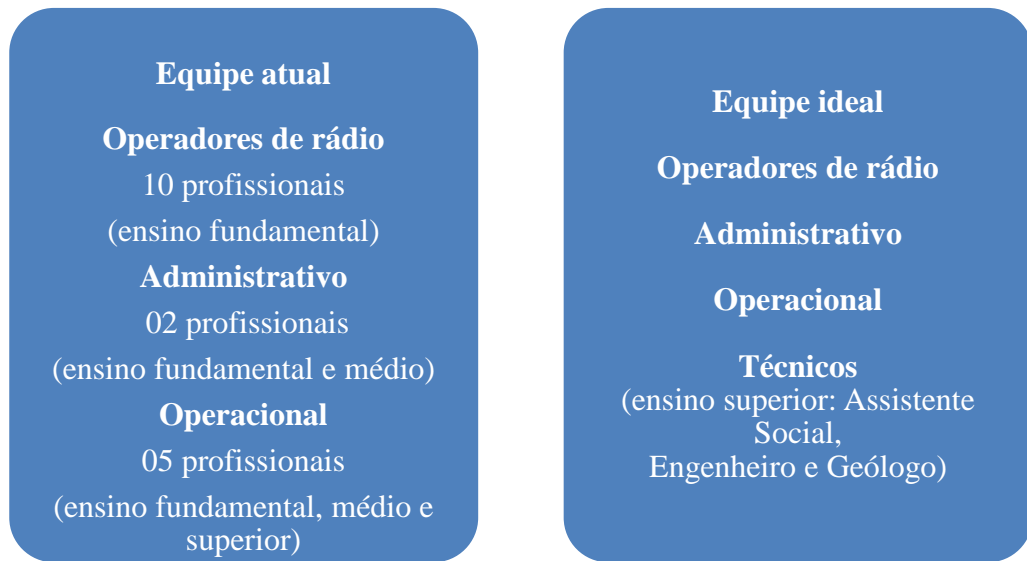 Equipe atual
Operadores de rádio
10 profissionais
(ensino fundamental)
Administrativo
02 profissionais
(ensino fundamental e médio)
Operacional
05 profissionais
(ensino fundamental, médio e
superior)
Equipe ideal
Operadores de rádio
Administrativo
Operacional
Técnicos
(ensino superior: Assistente
Social,
Engenheiro e Geólogo)